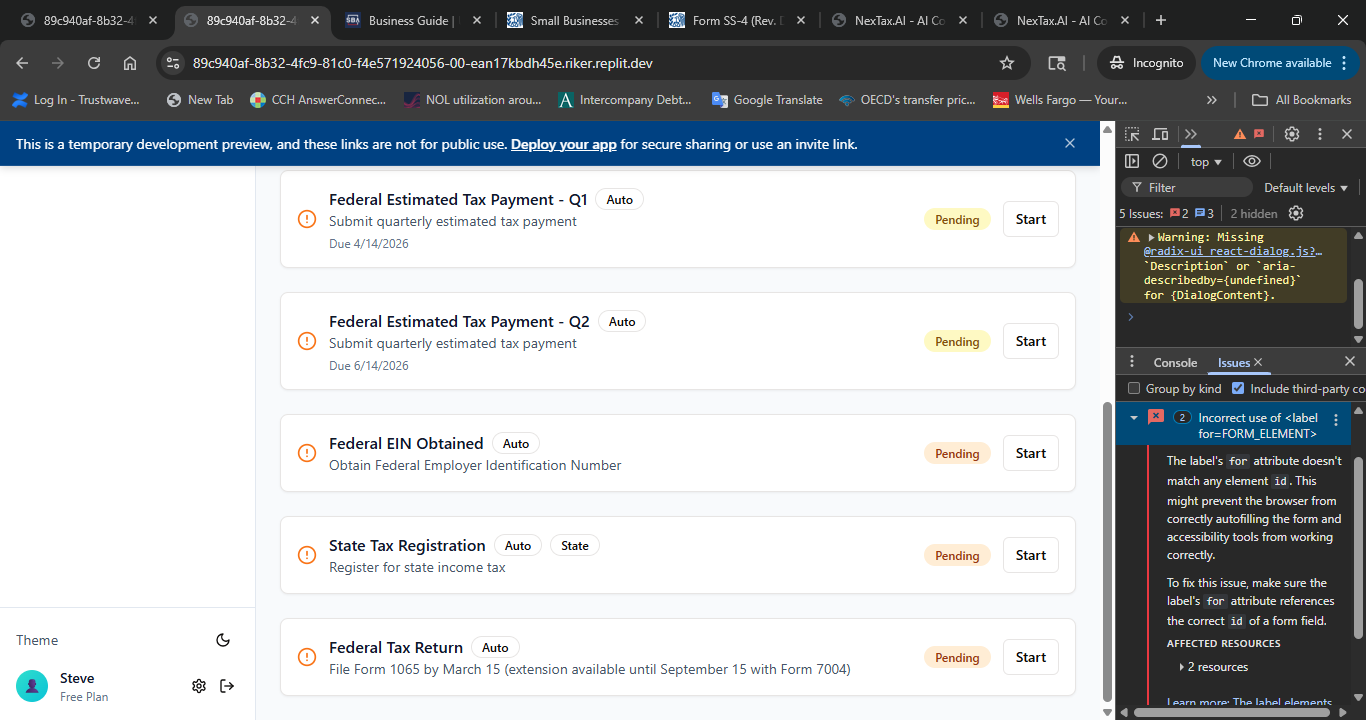 89c940af-8b32-4
89c940af-8b32-4
Business Guide |
Small Businesses
Form SS-4 (Rev. D
NexTax.AI - AI Co
NexTax.AI - AI Co
89c940af-8b32-4fc9-81c0-f4e571924056-00-ean17kbdh45e.riker.replit.dev
Incognito
New Chrome available
Log In - Trustwave...
New Tab
CCH AnswerConnec...
NOL utilization arou...
Intercompany Debt...
Google Translate
OECD's transfer pric...
Wells Fargo — Your...
All Bookmarks
This is a temporary development preview, and these links are not for public use. Deploy your app for secure sharing or use an invite link.
Federal Estimated Tax Payment - Q1 Auto
Submit quarterly estimated tax payment
Due 4/14/2026
Pending Start
Federal Estimated Tax Payment - Q2 Auto
Submit quarterly estimated tax payment
Due 6/14/2026
Pending Start
Federal EIN Obtained Auto
Obtain Federal Employer Identification Number
Pending Start
State Tax Registration Auto State
Register for state income tax
Pending Start
Federal Tax Return Auto
File Form 1065 by March 15 (extension available until September 15 with Form 7004)
Pending Start
Theme
Steve
Free Plan
top
Filter
Default levels
5 Issues: 2 3 2 hidden
Warning: Missing
@radix-ui react-dialog.js?…
`Description` or `aria-
describedby={undefined}`
for {DialogContent}.
Console
Issues
Group by kind
Include third-party co
2 Incorrect use of <label
for=FORM_ELEMENT>
The label's for attribute doesn't
match any element id. This
might prevent the browser from
correctly autofilling the form and
accessibility tools from working
correctly.
To fix this issue, make sure the
label's for attribute references
the correct id of a form field.
AFFECTED RESOURCES
2 resources
Learn more: The label elements